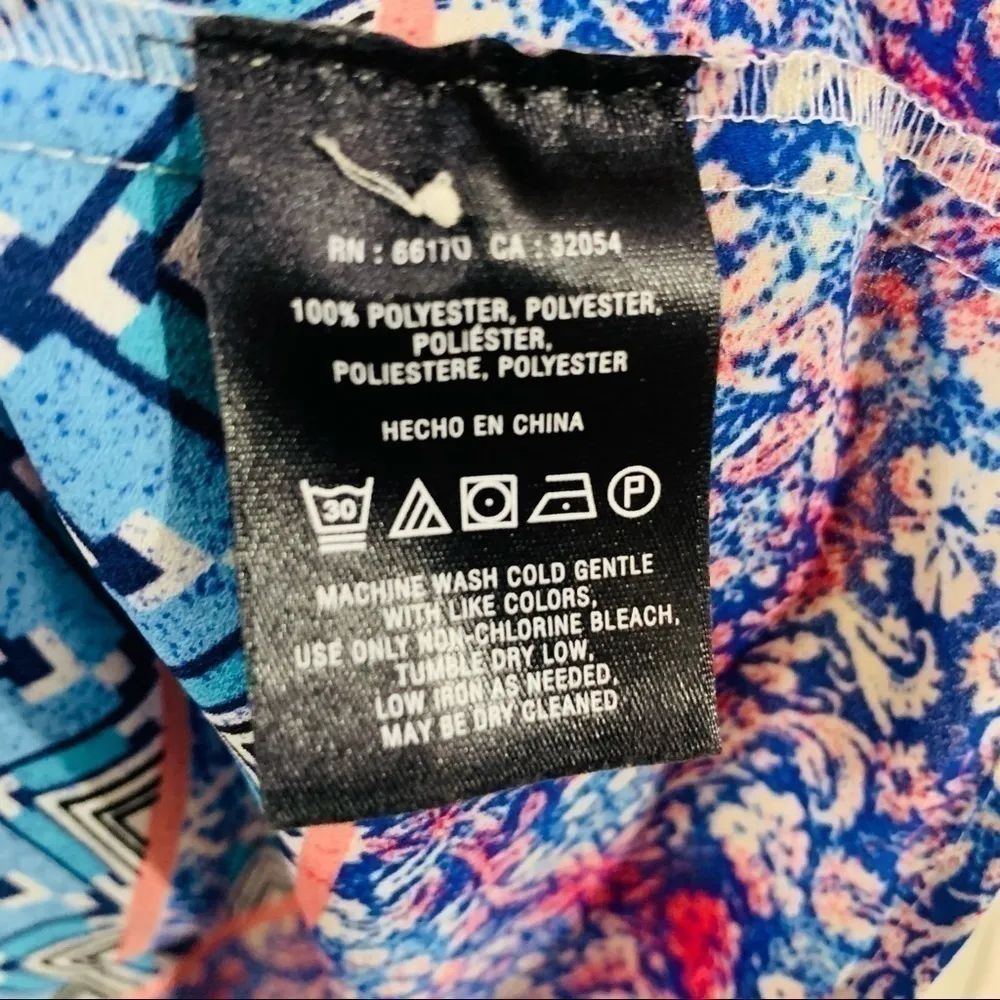 RN : 66170 CA : 32054
100% POLYESTER, POLYESTER,
POLIÉSTER,
POLIESTERE, POLYESTER
HECHO EN CHINA
30 P
MACHINE WASH COLD GENTLE
WITH LIKE COLORS,
USE ONLY NON-CHLORINE BLEACH,
TUMBLE DRY LOW,
LOW IRON AS NEEDED,
MAY BE DRY CLEANED